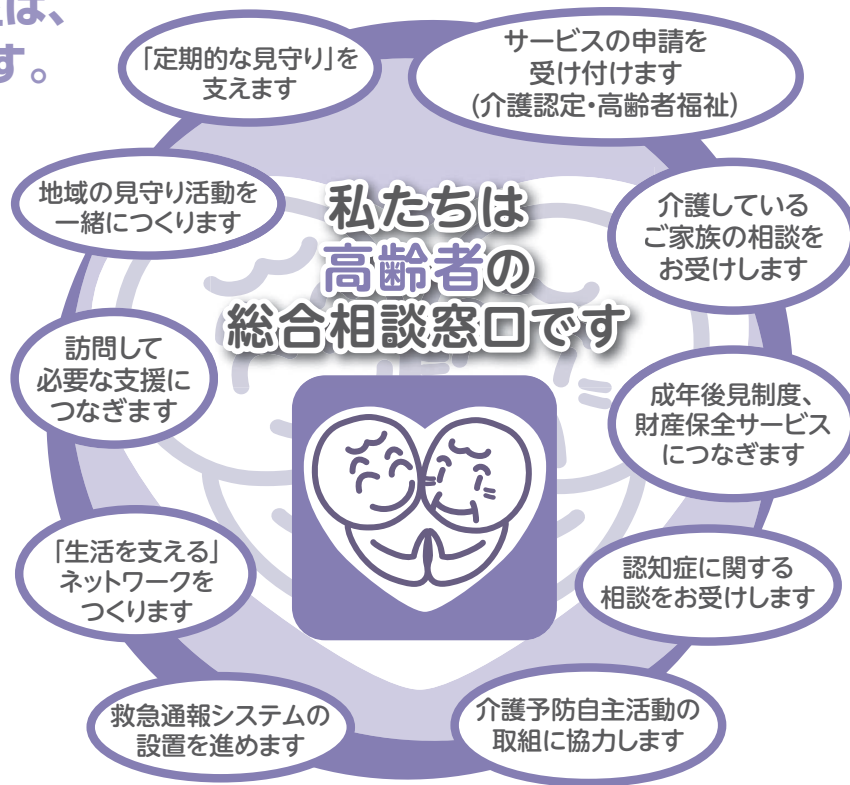 は、
す。
「定期的な見守り」を
支えます
サービスの申請を
受け付けます
(介護認定・高齢者福祉)
地域の見守り活動を
一緒につくります
私たちは
高齢者の
総合相談窓口です
介護している
ご家族の相談を
お受けします
訪問して
必要な支援に
つなぎます
成年後見制度、
財産保全サービス
につなぎます
「生活を支える」
ネットワークを
つくります
認知症に関する
相談をお受けします
救急通報システムの
設置を進めます
介護予防自主活動の
取組に協力します